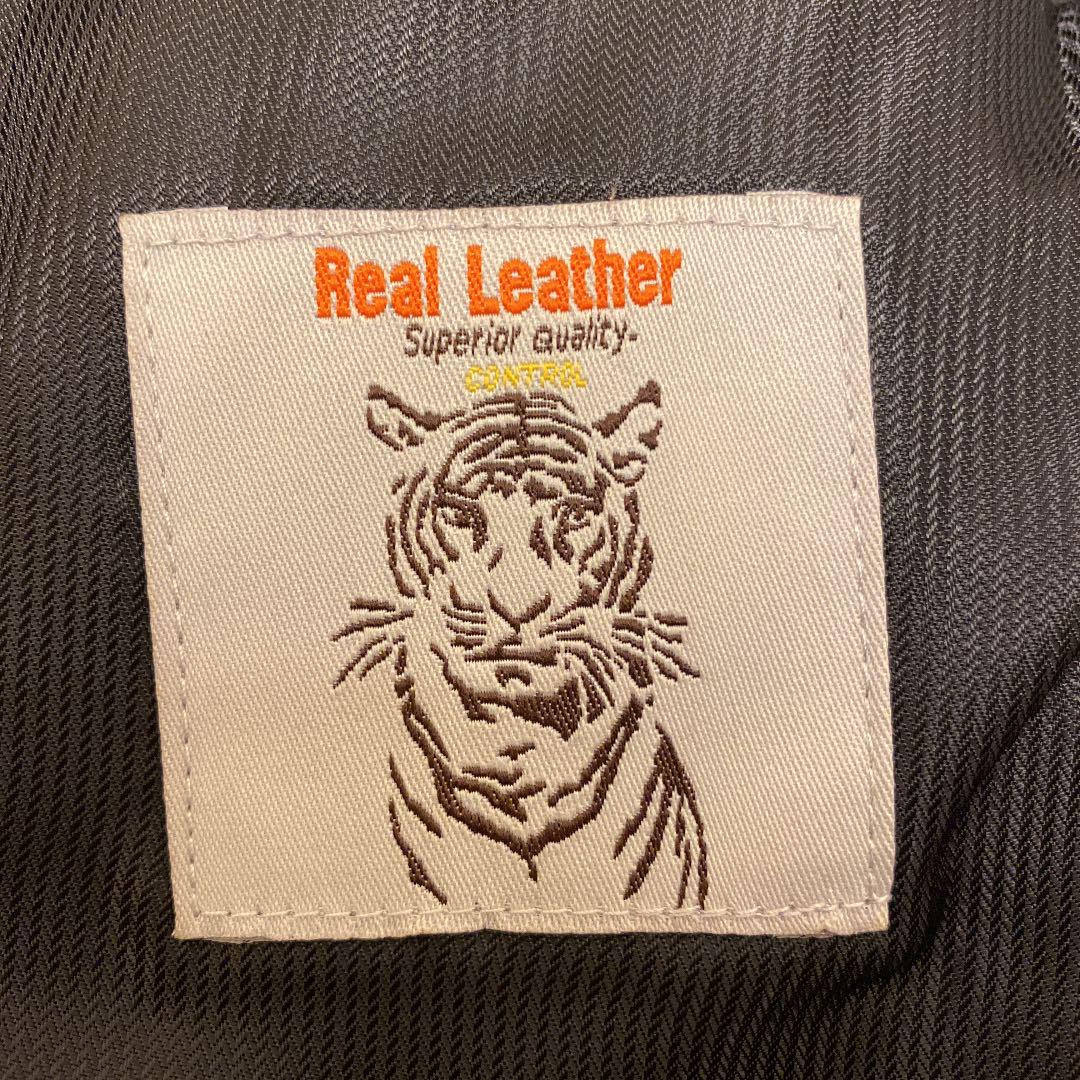 Real Leather
Superior Quality-
CONTROL